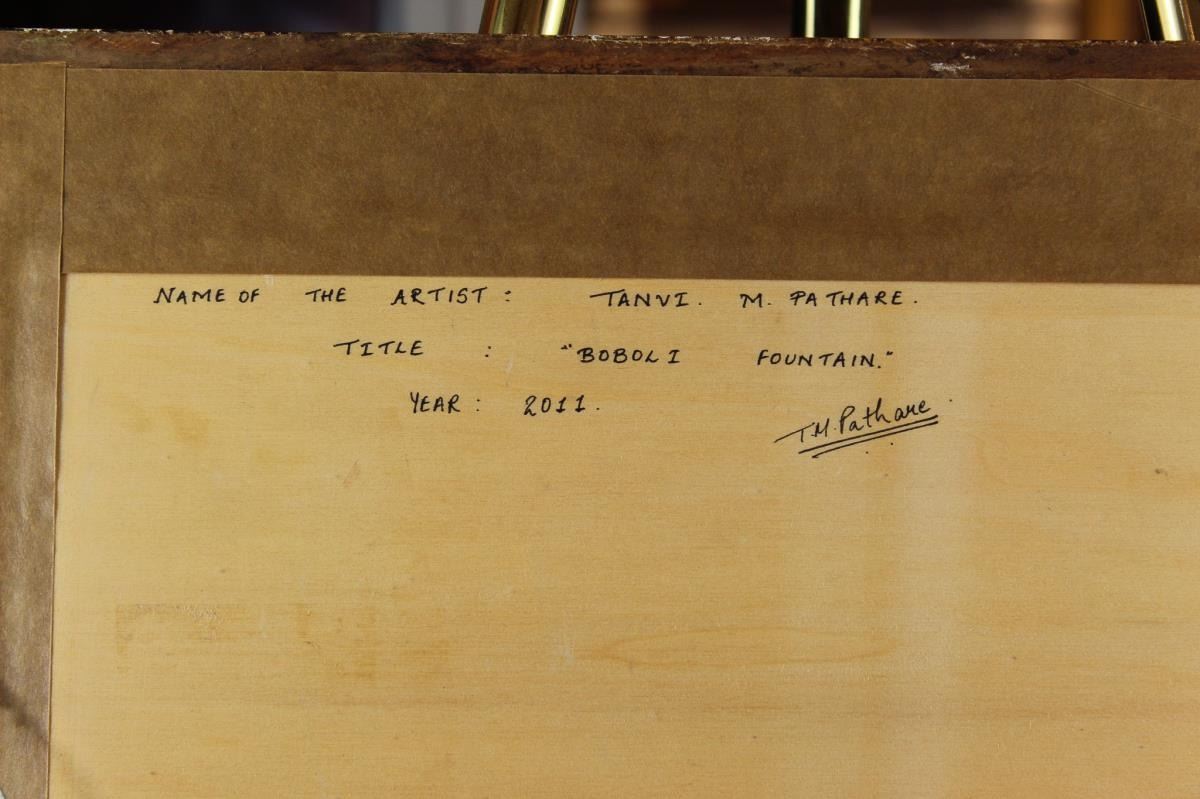 NAME OF THE ARTIST : TANVI. M. PATHARE.
TITLE : "BOBOLI FOUNTAIN."
YEAR : 2011.
T.M.Pathare